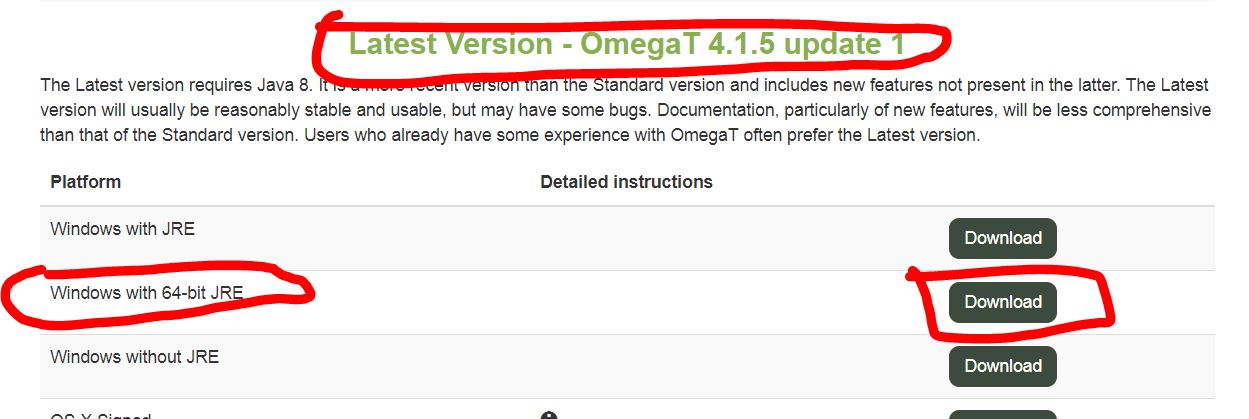 Latest Version - OmegaT 4.1.5 update 1
The Latest version requires Java 8. It is a more recent version than the Standard version and includes new features not present in the latter. The Latest
version will usually be reasonably stable and usable, but may have some bugs. Documentation, particularly of new features, will be less comprehensive
than that of the Standard version. Users who already have some experience with OmegaT often prefer the Latest version.
Platform Detailed instructions
Windows with JRE Download
Windows with 64-bit JRE Download
Windows without JRE Download
OS X Signed Download